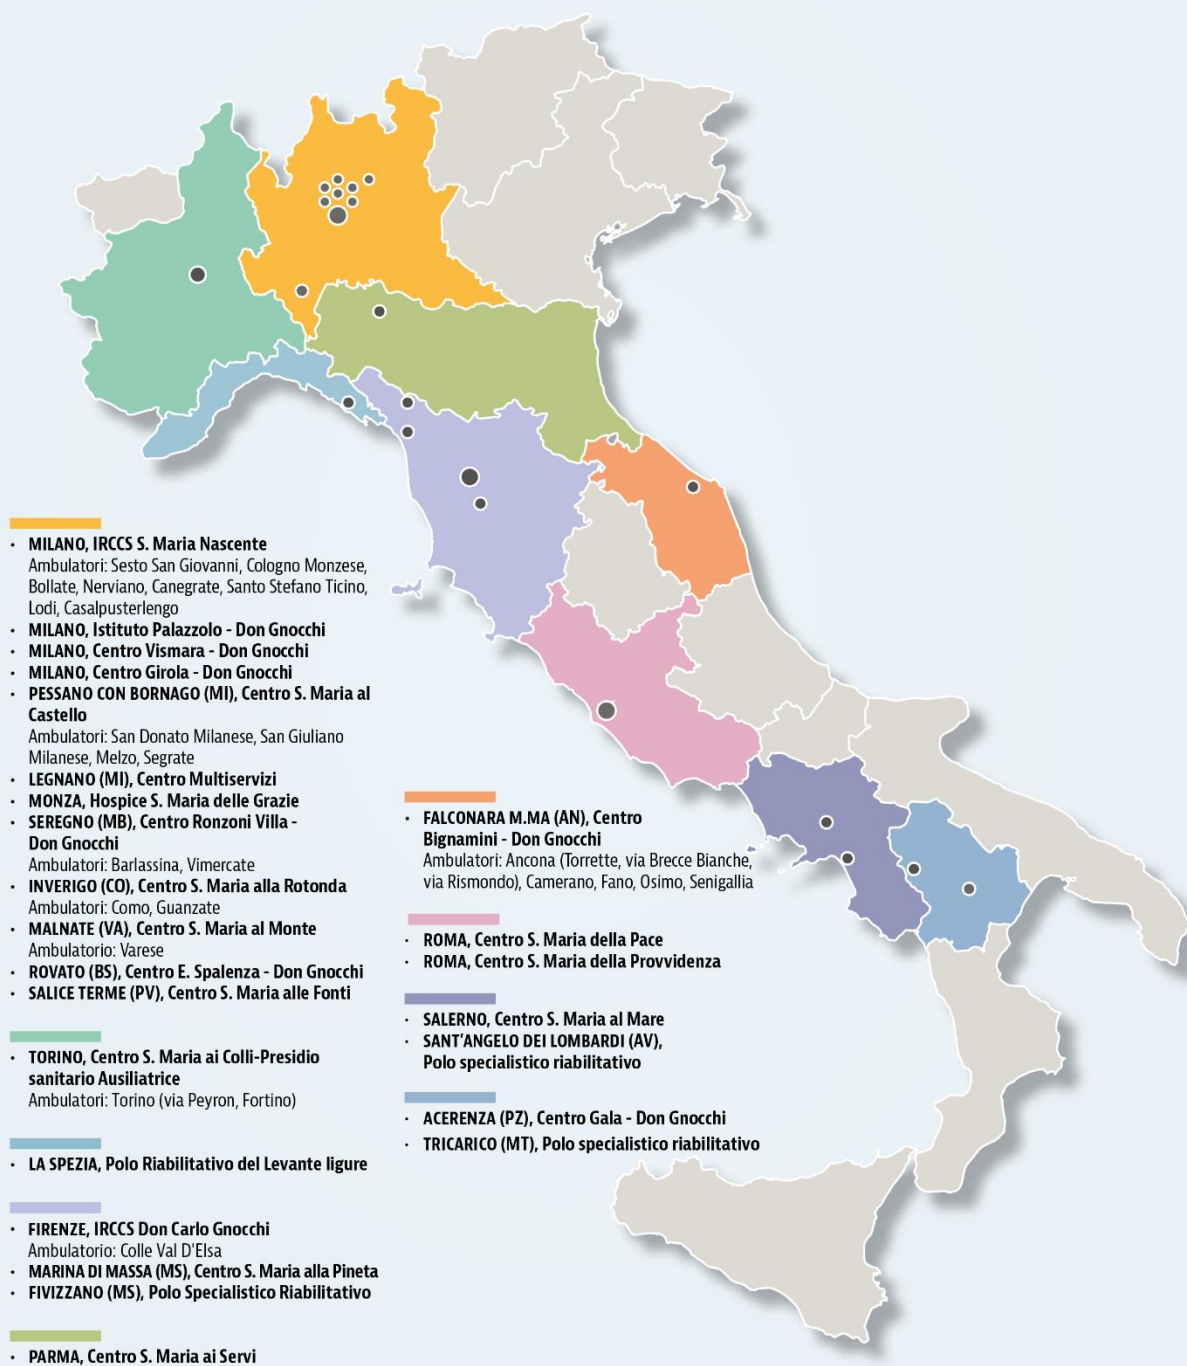 MILANO, IRCCS S. Maria Nascente
Ambulatori: Sesto San Giovanni, Cologno Monzese,
Bollate, Nerviano, Canegrate, Santo Stefano Ticino,
Lodi, Casalpusterlengo
MILANO, Istituto Palazzolo - Don Gnocchi
MILANO, Centro Vismara - Don Gnocchi
MILANO, Centro Girola - Don Gnocchi
PESSANO CON BORNAGO (MI), Centro S. Maria al
Castello
Ambulatori: San Donato Milanese, San Giuliano
Milanese, Melzo, Segrate
LEGNANO (MI), Centro Multiservizi
MONZA, Hospice S. Maria delle Grazie
SEREGNO (MB), Centro Ronzoni Villa -
Don Gnocchi
Ambulatori: Barlassina, Vimercate
INVERIGO (CO), Centro S. Maria alla Rotonda
Ambulatori: Como, Guanzate
MALNATE (VA), Centro S. Maria al Monte
Ambulatorio: Varese
ROVATO (BS), Centro E. Spalenza - Don Gnocchi
SALICE TERME (PV), Centro S. Maria alle Fonti
TORINO, Centro S. Maria ai Colli-Presidio
sanitario Ausiliatrice
Ambulatori: Torino (via Peyron, Fortino)
LA SPEZIA, Polo Riabilitativo del Levante ligure
FIRENZE, IRCCS Don Carlo Gnocchi
Ambulatorio: Colle Val D'Elsa
MARINA DI MASSA (MS), Centro S. Maria alla Pineta
FIVIZZANO (MS), Polo Specialistico Riabilitativo
PARMA, Centro S. Maria ai Servi
FALCONARA M.MA (AN), Centro
Bignamini - Don Gnocchi
Ambulatori: Ancona (Torrette, via Brecce Bianche,
via Rismondo), Camerano, Fano, Osimo, Senigallia
ROMA, Centro S. Maria della Pace
ROMA, Centro S. Maria della Provvidenza
SALERNO, Centro S. Maria al Mare
SANT'ANGELO DEI LOMBARDI (AV),
Polo specialistico riabilitativo
ACERENZA (PZ), Centro Gala - Don Gnocchi
TRICARICO (MT), Polo specialistico riabilitativo